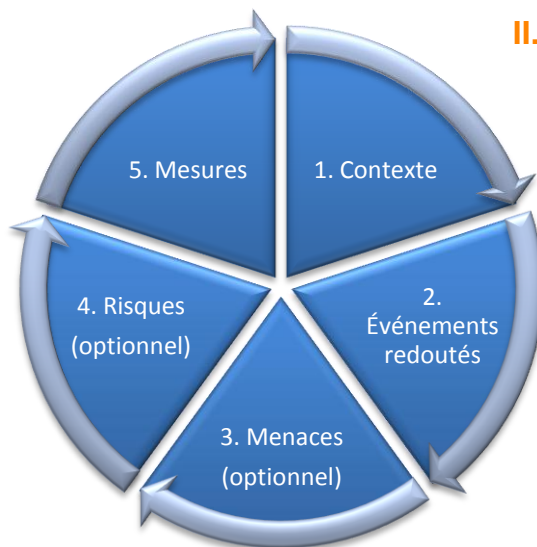 II.
5. Mesures
1. Contexte
4. Risques
(optionnel)
2.
Événements
redoutés
3. Menaces
(optionnel)